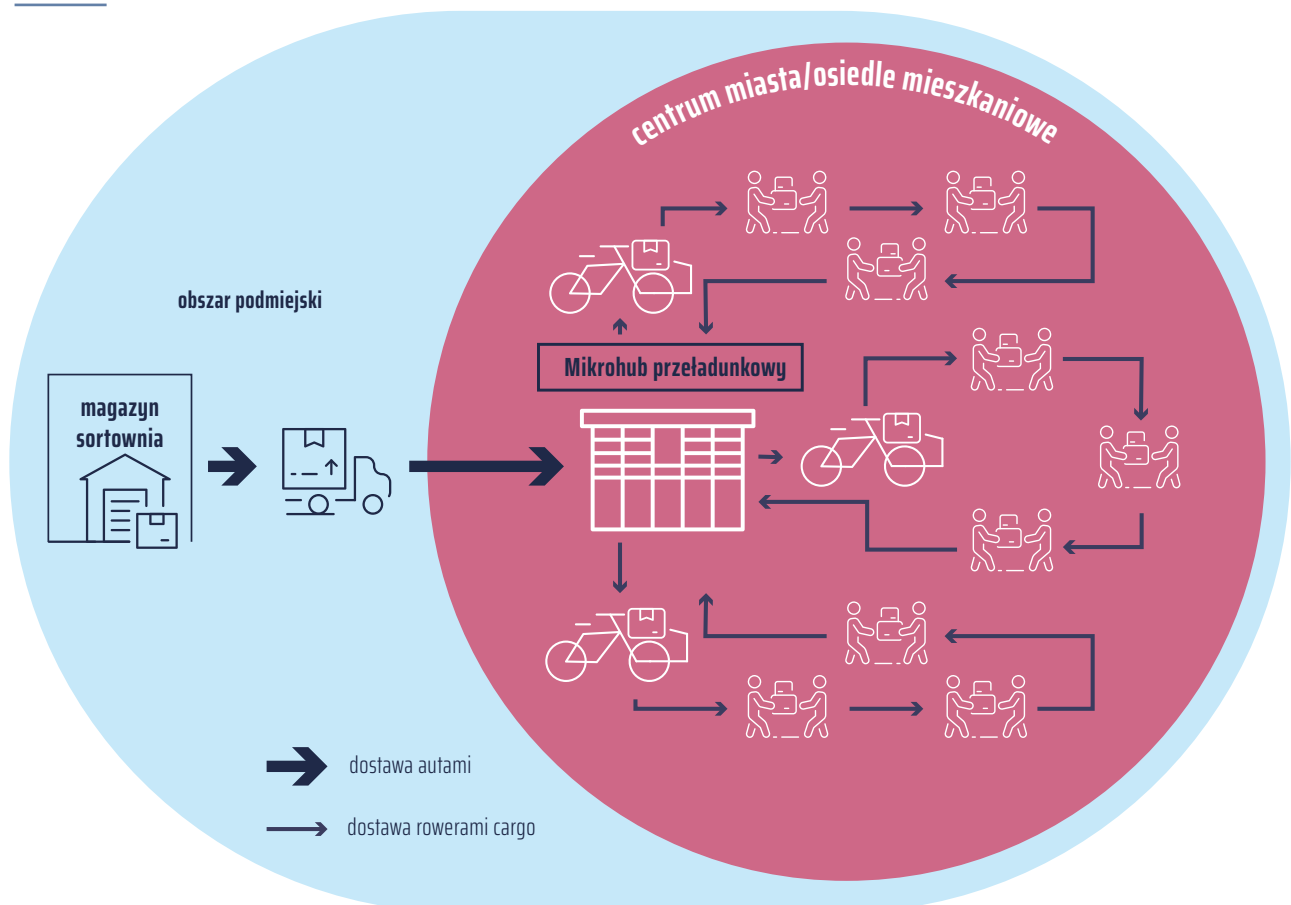 centrum miasta/osiedle mieszkaniowe
obszar podmiejski
Mikrohub przeładunkowy
magazyn
sortownia
dostawa autami
dostawa rowerami cargo